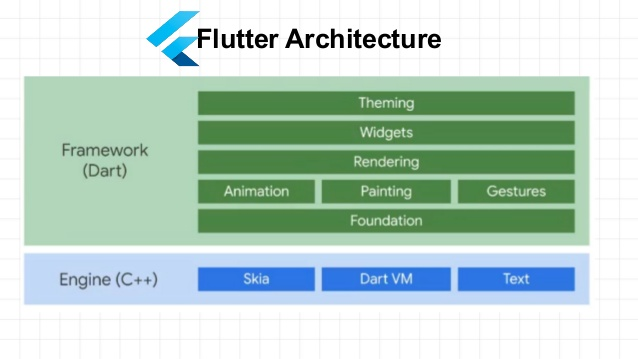 Flutter Architecture
Framework
(Dart)
Theming
Widgets
Rendering
Animation Painting Gestures
Foundation
Engine (C++)
Skia Dart VM Text